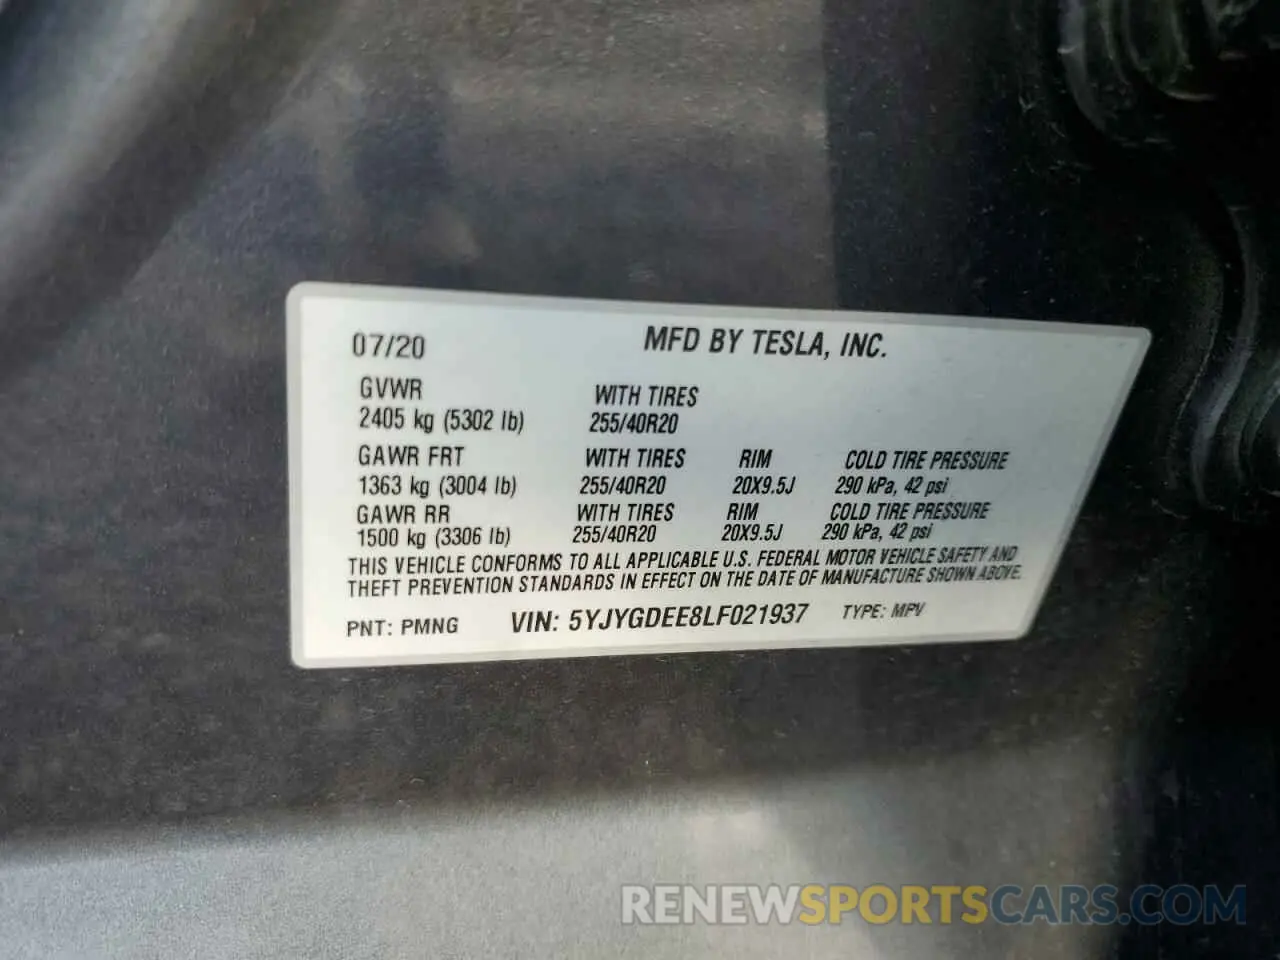 07/20 MFD BY TESLA, INC.
GVWR WITH TIRES
2405 kg (5302 lb) 255/40R20
GAWR FRT WITH TIRES RIM COLD TIRE PRESSURE
1363 kg (3004 lb) 255/40R20 20X9.5J 290 kPa, 42 psi
GAWR RR WITH TIRES RIM COLD TIRE PRESSURE
1500 kg (3306 lb) 255/40R20 20X9.5J 290 kPa, 42 psi
THIS VEHICLE CONFORMS TO ALL APPLICABLE U.S. FEDERAL MOTOR VEHICLE SAFETY AND
THEFT PREVENTION STANDARDS IN EFFECT ON THE DATE OF MANUFACTURE SHOWN ABOVE.
PNT: PMNG VIN: 5YJYGDEE8LF021937 TYPE: MPV
RENEWSPORTSCARS.COM